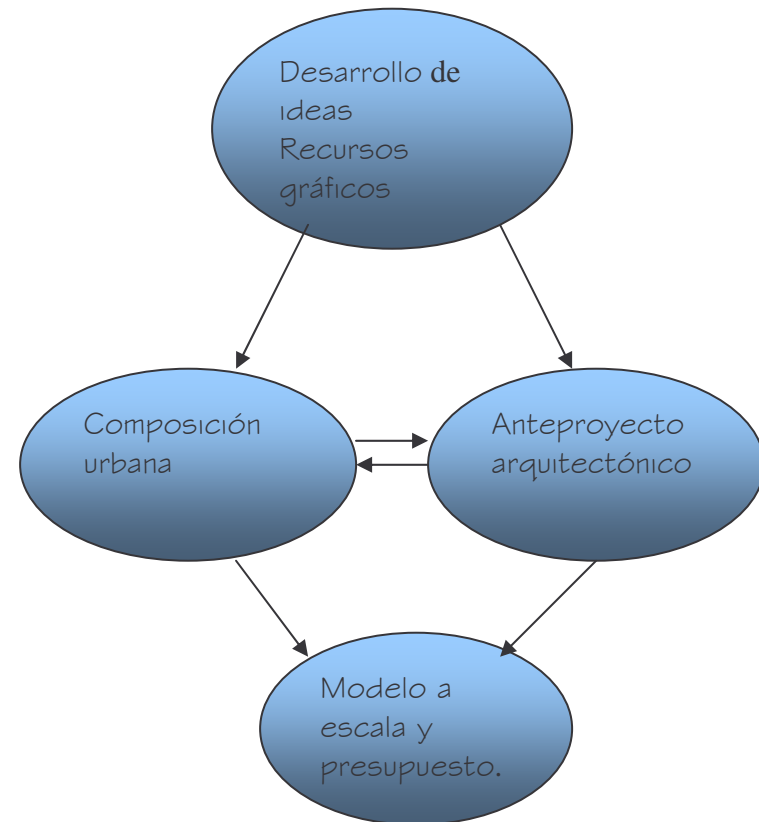 Desarrollo de
ideas
Recursos
gráficos
Composición
urbana
Anteproyecto
arquitectónico
Modelo a
escala y
presupuesto.